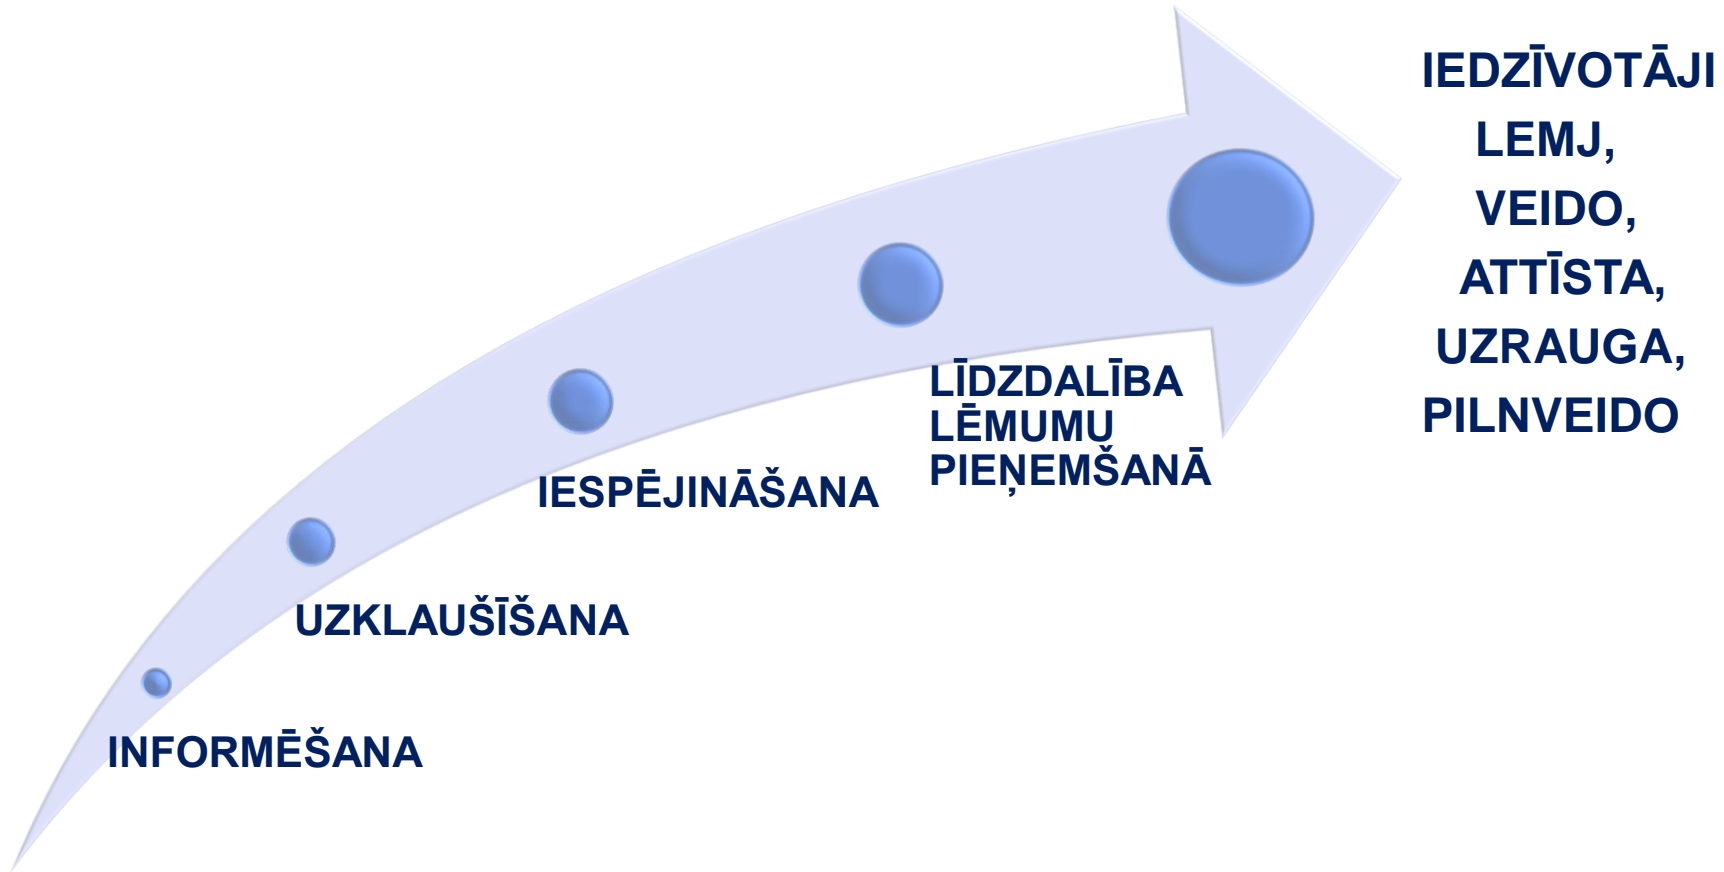 INFORMĒŠANA
UZKLAUŠĪŠANA
IESPĒJINĀŠANA
LĪDZDALĪBA
LĒMUMU
PIEŅEMŠANĀ
IEDZĪVOTĀJI
LEMJ,
VEIDO,
ATTĪSTA,
UZRAUGA,
PILNVEIDO